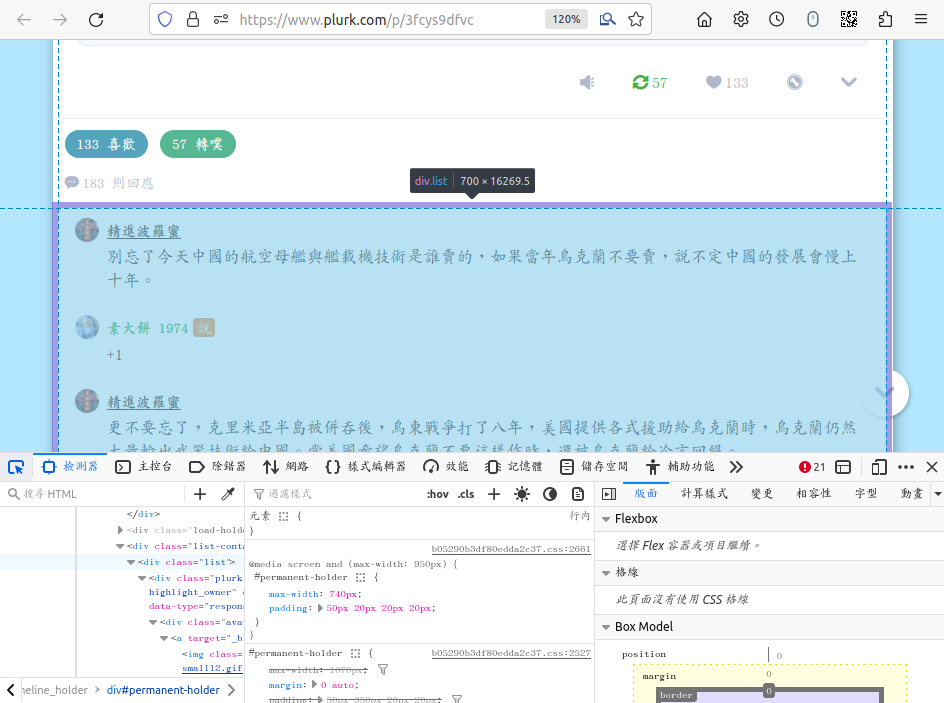 https://www.plurk.com/p/3fcys9dfvc
120%
57
133
133 喜歡
57 轉噗
183 則回應
div.list
700 × 16269.5
精進波羅蜜
別忘了今天中國的航空母艦與艦載機技術是誰賣的，如果當年烏克蘭不要賣，說不定中國的發展會慢上
十年。
素大餅 1974 說
+1
精進波羅蜜
更不要忘了，克里米亞半島被併吞後，烏東戰爭打了八年，美國提供各式援助給烏克蘭時，烏克蘭仍然
檢測器
主控台
除錯器
網路
樣式編輯器
效能
記憶體
儲存空間
輔助功能
21
搜尋 HTML
過濾樣式
:hov
.cls
版面
計算樣式
變更
相容性
字型
動畫
</div>
<div class="load-holde
<div class="list-conta
<div class="list">
<div class="plurk
highlight_owner"
data-type="respon
<div class="ava
<a target="_b
<img clas
small12.gif
元素 {
行内
}
b05290b3df80edda2c37.css:2661
@media screen and (max-width: 950px) {
#permanent-holder {
max-width: 740px;
padding: 50px 20px 20px 20px;
}
}
#permanent-holder {
b05290b3df80edda2c37.css:2527
max-width: 1070px;
margin: 0 auto;
padding: 50px 350px 20px 20px;
Flexbox
選擇 Flex 容器或項目繼續。
格線
此頁面沒有使用 CSS 格線
Box Model
position
0
margin
0
border
0
neline_holder
div#permanent-holder